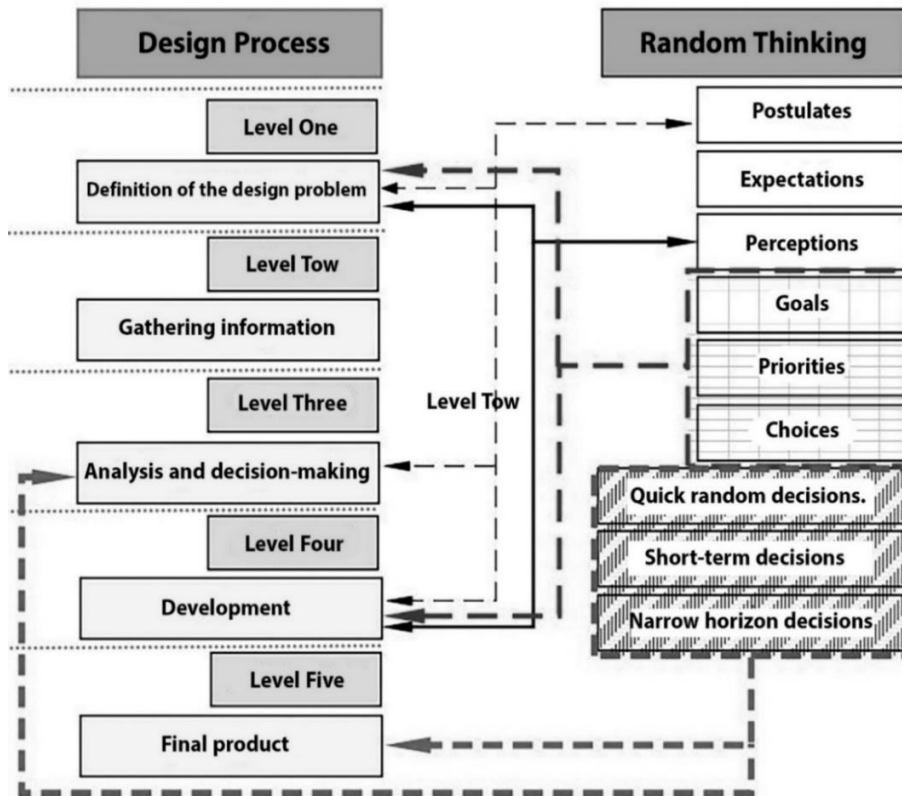 Design Process
Random Thinking
Level One
Definition of the design problem
Level Tow
Gathering information
Level Three
Analysis and decision-making
Level Four
Development
Level Five
Final product
Level Tow
Postulates
Expectations
Perceptions
Goals
Priorities
Choices
Quick random decisions.
Short-term decisions
Narrow horizon decisions